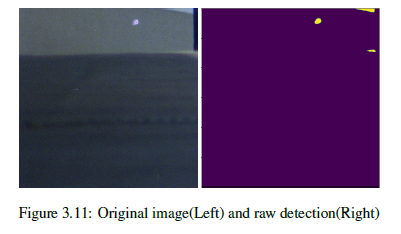 Figure 3.11: Original image(Left) and raw detection(Right)